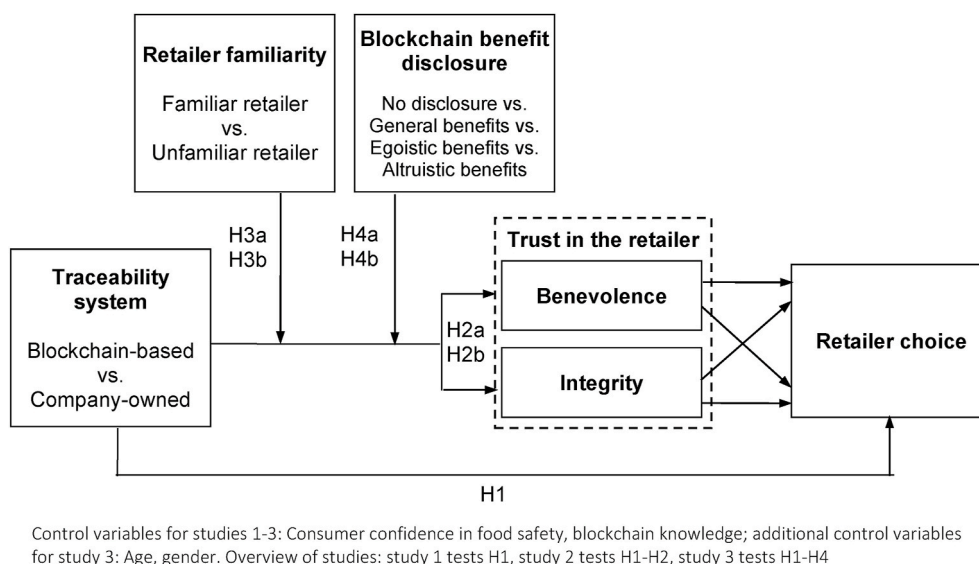 Retailer familiarity
Familiar retailer
vs.
Unfamiliar retailer
Blockchain benefit
disclosure
No disclosure vs.
General benefits vs.
Egoistic benefits vs.
Altruistic benefits
H3a
H3b
H4a
H4b
Traceability
system
Blockchain-based
vs.
Company-owned
H2a
H2b
Trust in the retailer
Benevolence
Integrity
Retailer choice
H1
Control variables for studies 1-3: Consumer confidence in food safety, blockchain knowledge; additional control variables
for study 3: Age, gender. Overview of studies: study 1 tests H1, study 2 tests H1-H2, study 3 tests H1-H4